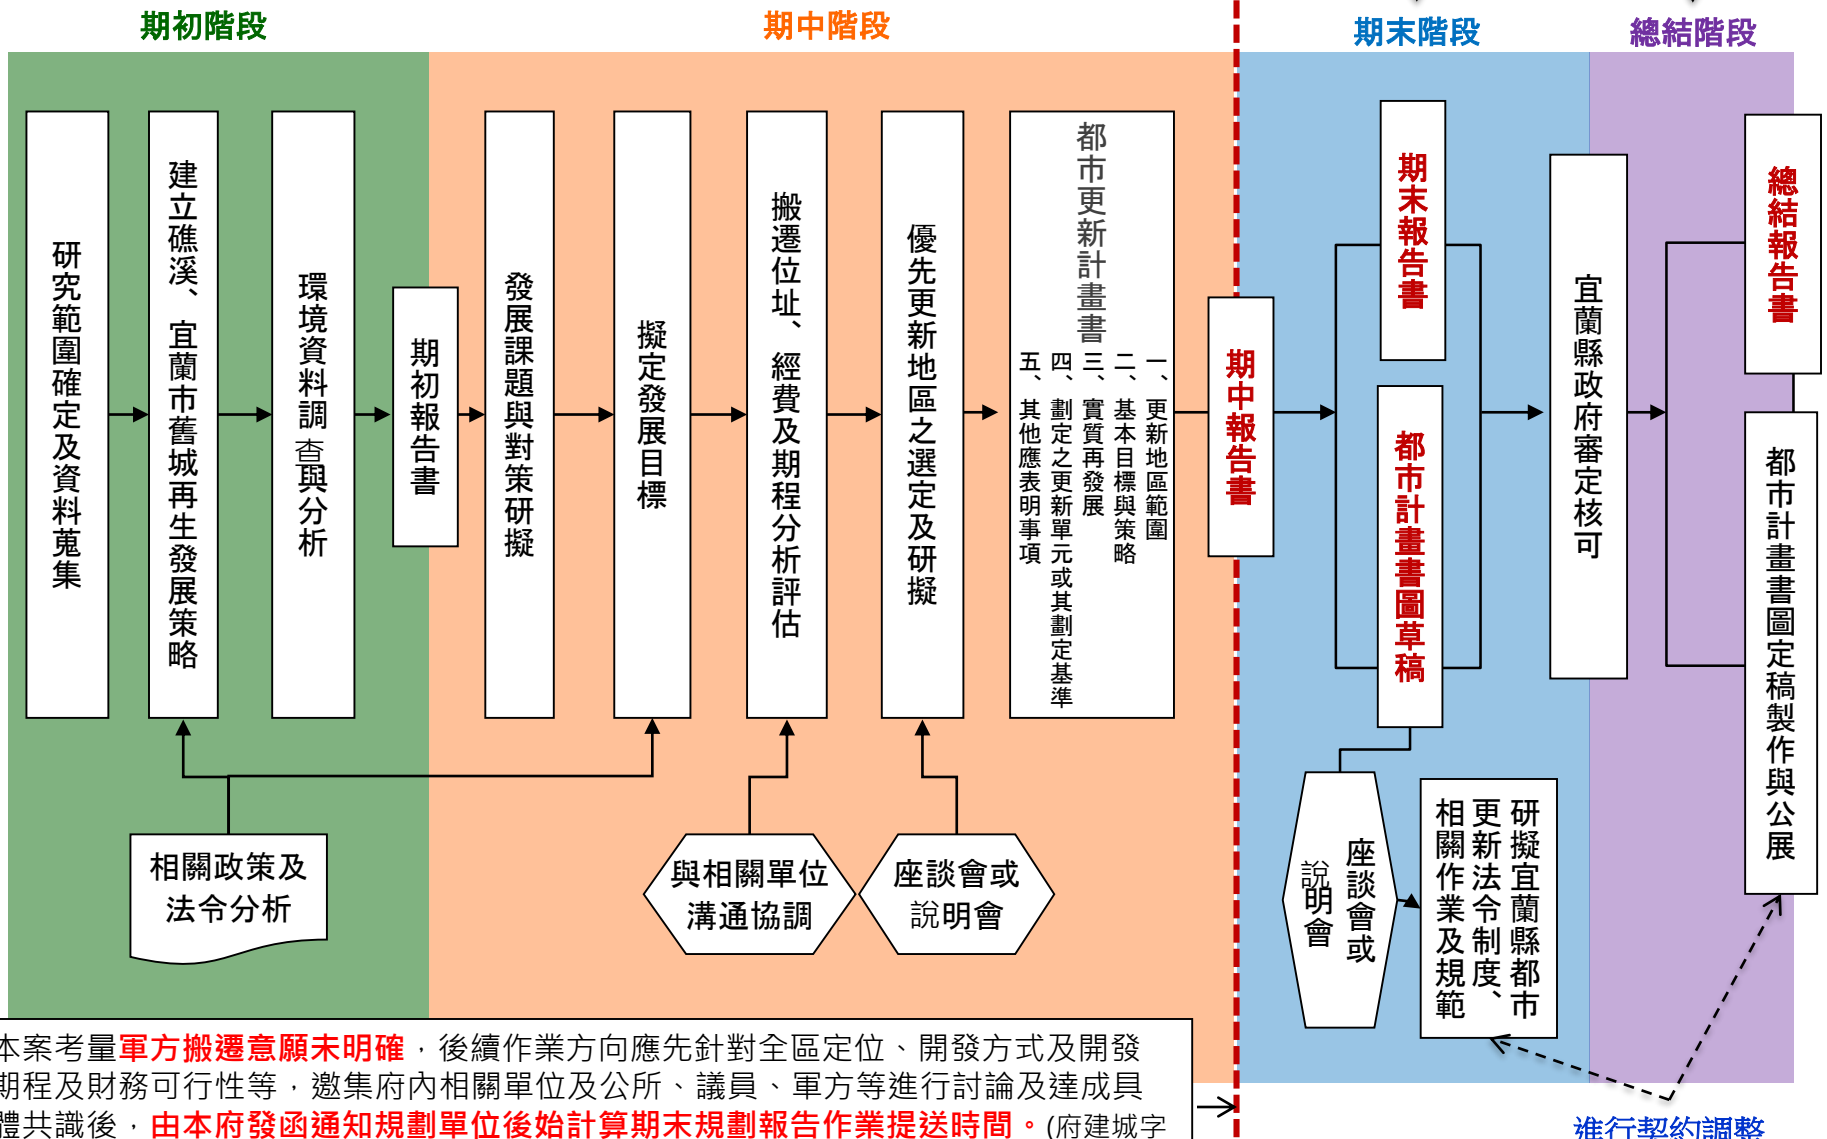 期初階段
期中階段
期末階段
總結階段
研究範圍確定及資料蒐集
建立礁溪、宜蘭市舊城再生發展策略
環境資料調查與分析
期初報告書
發展課題與對策研擬
擬定發展目標
搬遷位址、經費及期程分析評估
優先更新地區之選定及研擬
都市更新計畫書
一、更新地區範圍
二、基本目標與策略
三、實質再發展
四、劃定之更新單元或其劃定基準
五、其他應表明事項
期中報告書
期末報告書
都市計畫書圖草稿
宜蘭縣政府審定核可
總結報告書
都市計畫書圖定稿製作與公展
相關政策及
法令分析
與相關單位
溝通協調
座談會或
說明會
座談會或
說明會
研擬宜蘭縣都市
更新法令制度、
相關作業及規範
本案考量軍方搬遷意願未明確，後續作業方向應先針對全區定位、開發方式及開發
期程及財務可行性等，邀集府內相關單位及公所、議員、軍方等進行討論及達成具
體共識後，由本府發函通知規劃單位後始計算期末規劃報告作業提送時間。(府建城字
進行契約調整